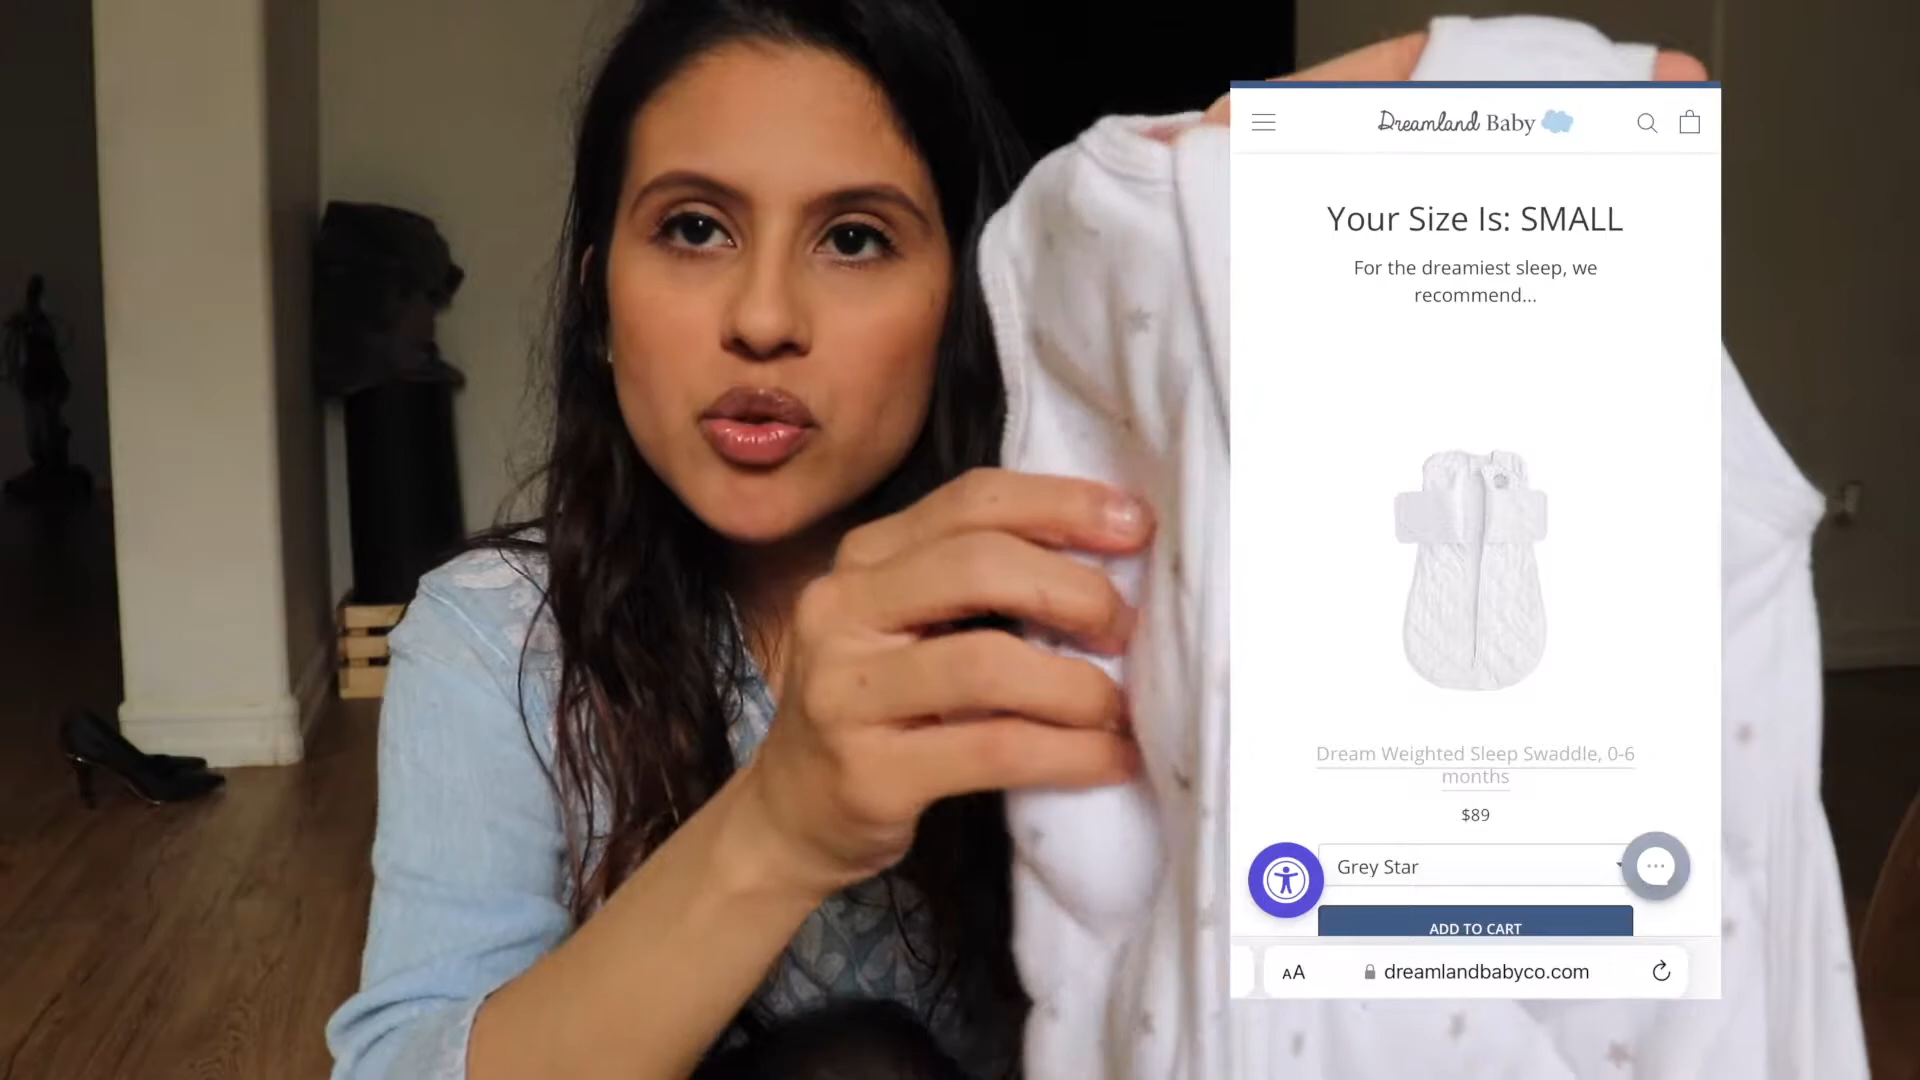 Dreamland Baby
Your Size Is: SMALL
For the dreamiest sleep, we
recommend...
Dream Weighted Sleep Swaddle, 0-6
months
$89
Grey Star
ADD TO CART
AA dreamlandbabyco.com